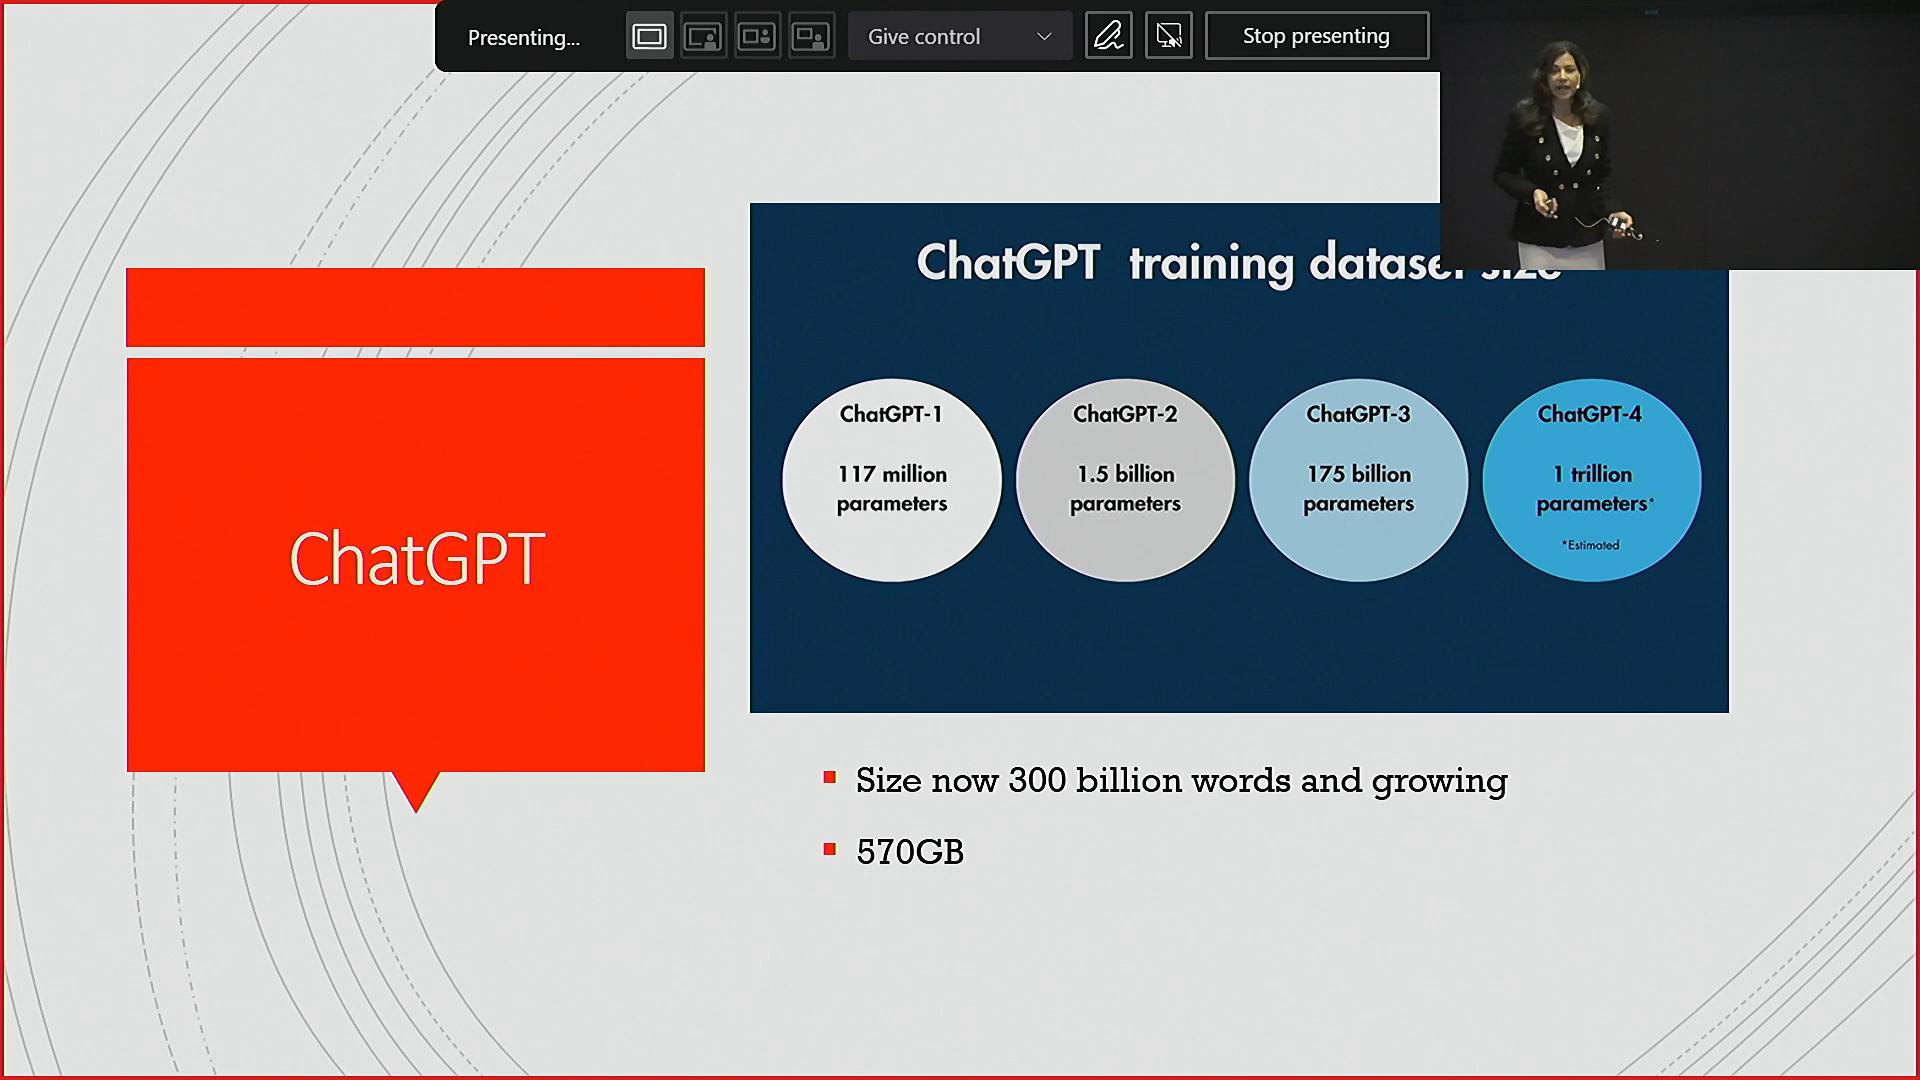 Presenting...
Give control
Stop presenting
ChatGPT training dataset size
ChatGPT-1
117 million
parameters
ChatGPT-2
1.5 billion
parameters
ChatGPT-3
175 billion
parameters
ChatGPT-4
1 trillion
parameters*
*Estimated
ChatGPT
Size now 300 billion words and growing
570GB